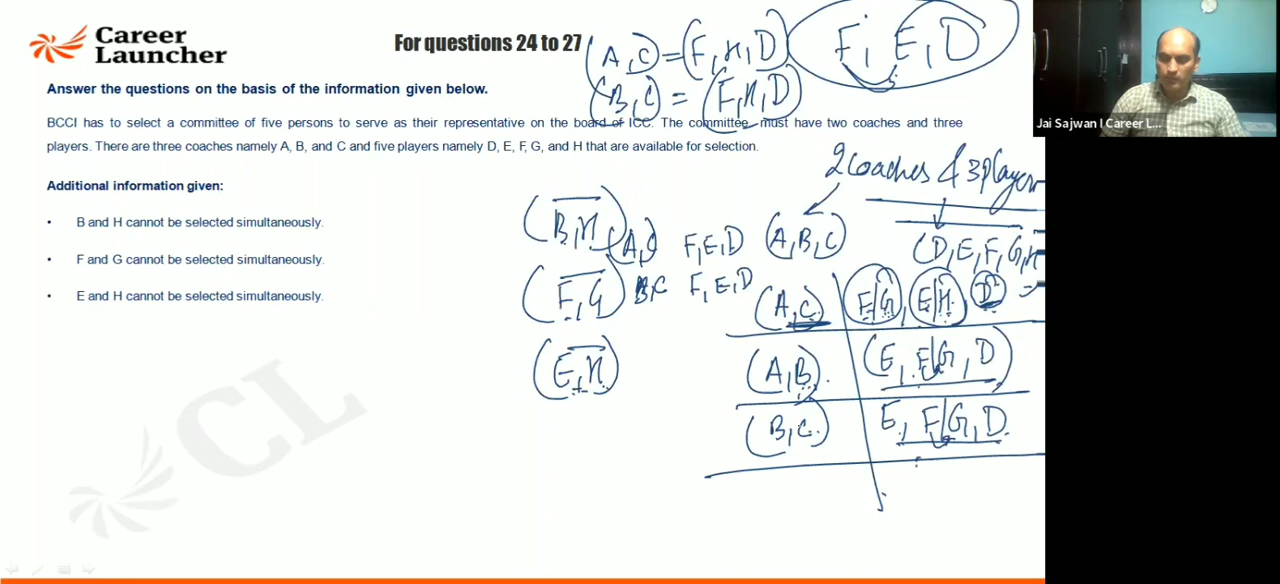 Career
Launcher
For questions 24 to 27
(A, C) = (F, H, D)
(B, C) = (F, H, D)
F, E, D
Answer the questions on the basis of the information given below.
BCCI has to select a committee of five persons to serve as their representative on the board of ICC. The committee must have two coaches and three
players. There are three coaches namely A, B, and C and five players namely D, E, F, G, and H that are available for selection.
Jai Sajwan I Career L...
2 coaches & 3 players
Additional information given:
• B and H cannot be selected simultaneously.
• F and G cannot be selected simultaneously.
• E and H cannot be selected simultaneously.
(B, H)
(F, G)
(E, H)
(A, C) F, E, D
B, C F, E, D
(A, B, C)
(D, E, F, G, H
(A, C) F/G, E/H, D
(A, B) (E, F/G, D)
(B, C) E, F/G, D
CL